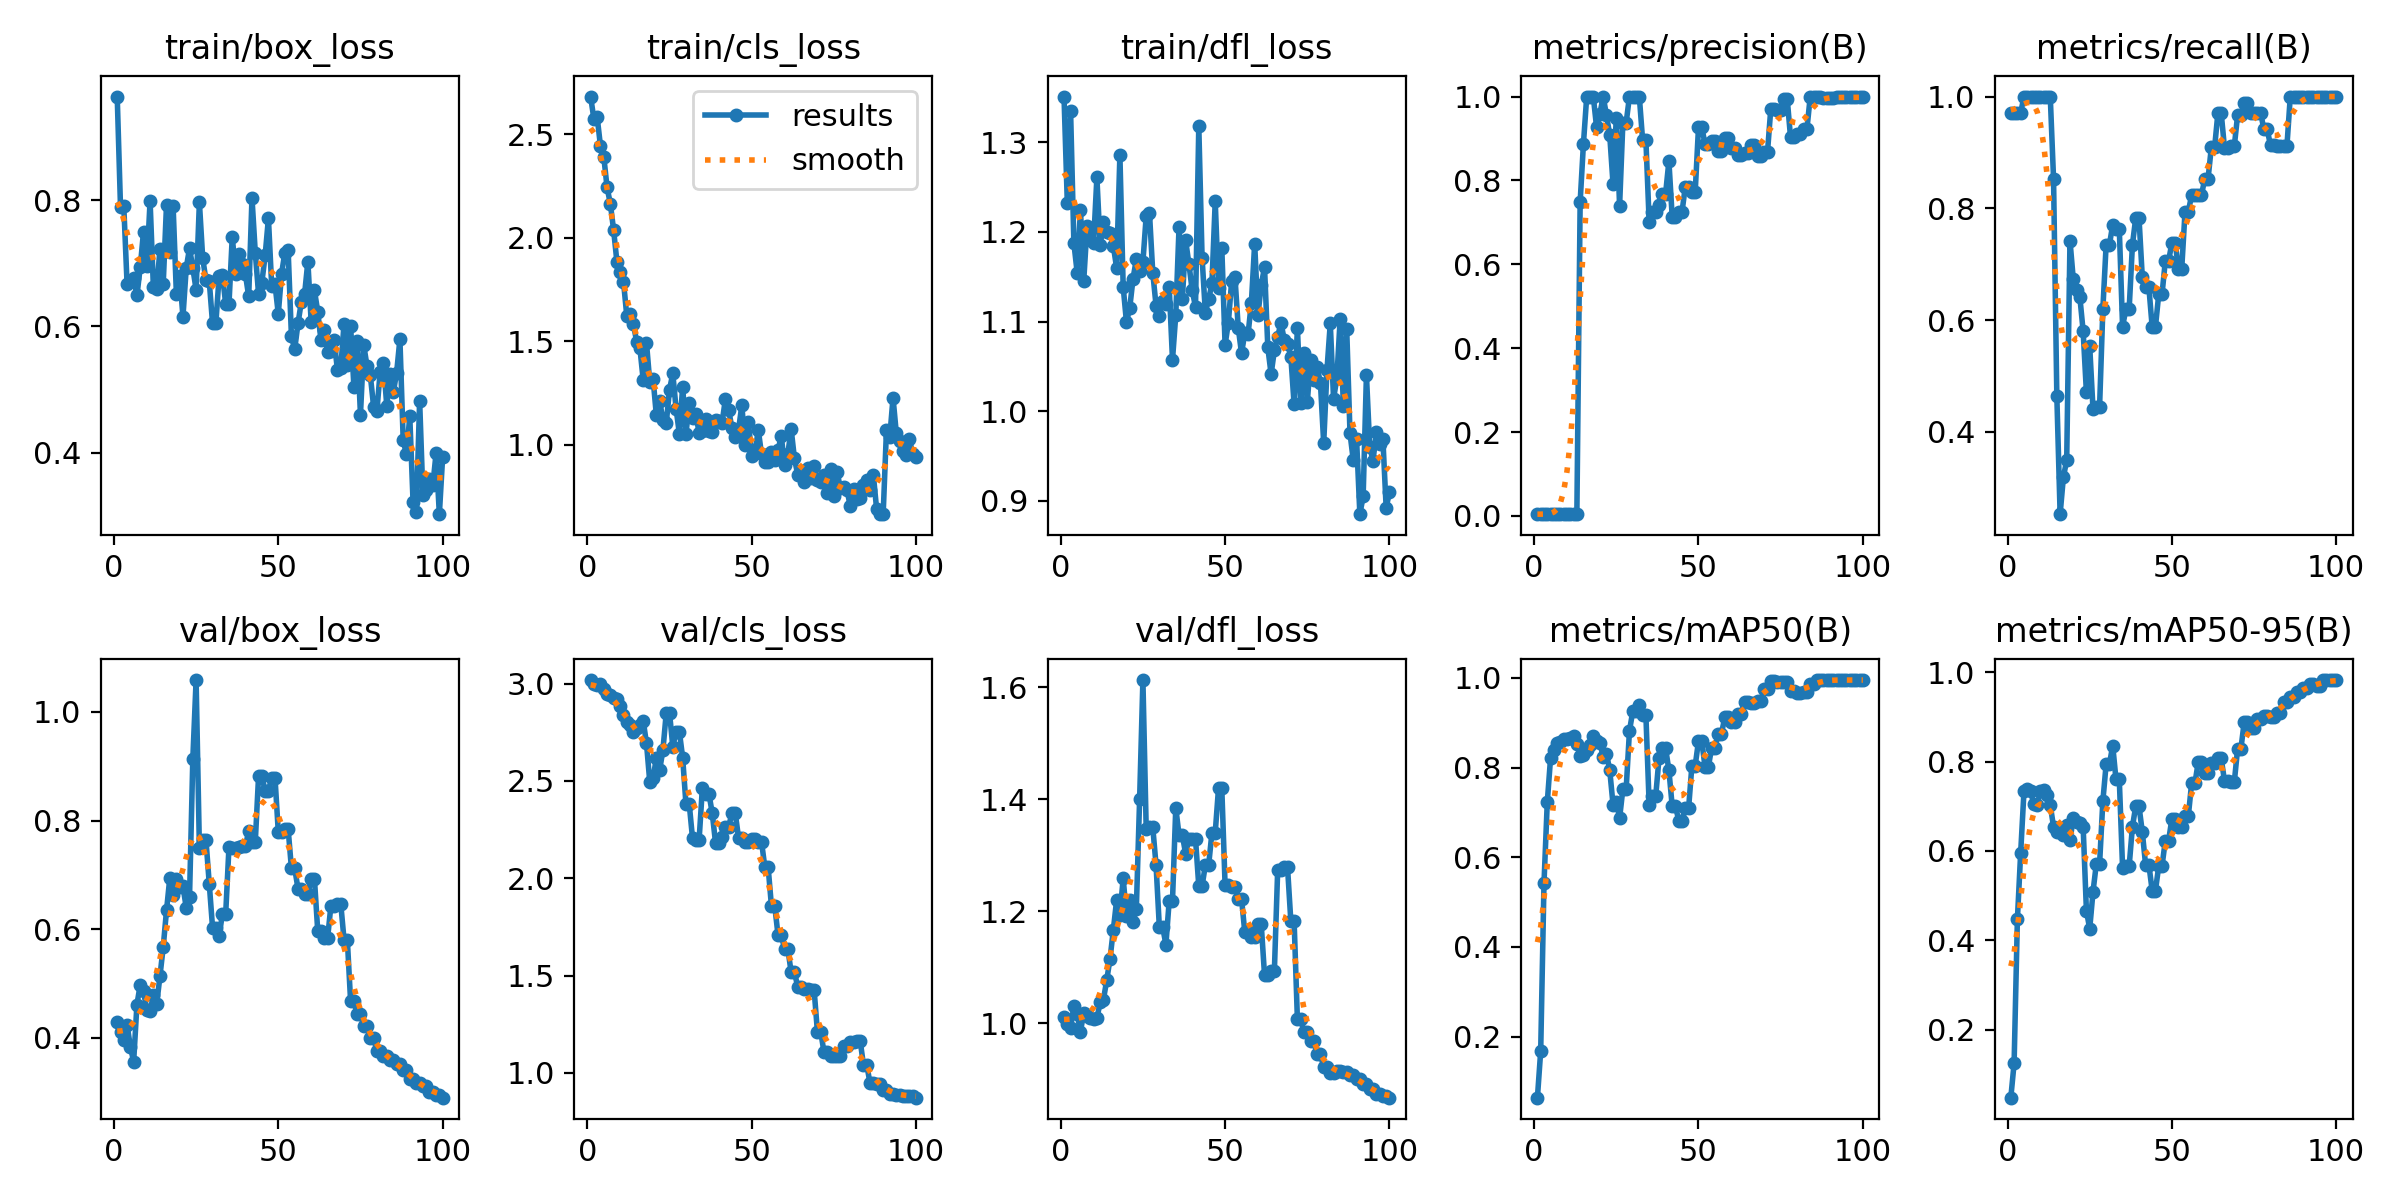 train/box_loss
0.8
0.6
0.4
0 50 100
train/cls_loss
results
smooth
2.5
2.0
1.5
1.0
0 50 100
train/dfl_loss
1.3
1.2
1.1
1.0
0.9
0 50 100
metrics/precision(B)
1.0
0.8
0.6
0.4
0.2
0.0
0 50 100
metrics/recall(B)
1.0
0.8
0.6
0.4
0 50 100
val/box_loss
1.0
0.8
0.6
0.4
0 50 100
val/cls_loss
3.0
2.5
2.0
1.5
1.0
0 50 100
val/dfl_loss
1.6
1.4
1.2
1.0
0 50 100
metrics/mAP50(B)
1.0
0.8
0.6
0.4
0.2
0 50 100
metrics/mAP50-95(B)
1.0
0.8
0.6
0.4
0.2
0 50 100